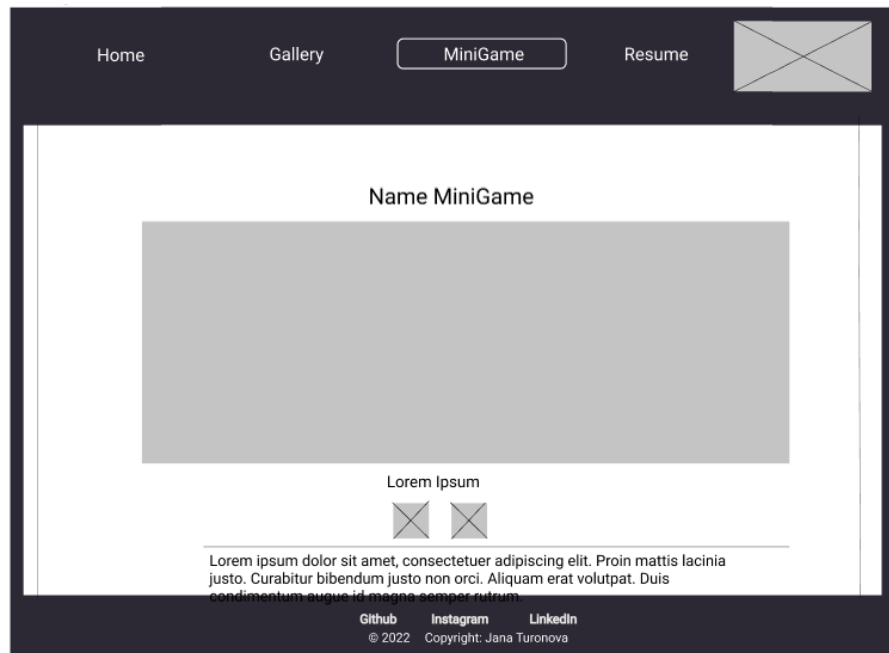 Home Gallery MiniGame Resume
Name MiniGame
Lorem Ipsum
Lorem ipsum dolor sit amet, consectetuer adipiscing elit. Proin mattis lacinia
justo. Curabitur bibendum justo non orci. Aliquam erat volutpat. Duis
condimentum augue id magna semper rutrum.
Github Instagram LinkedIn
© 2022 Copyright: Jana Turonova